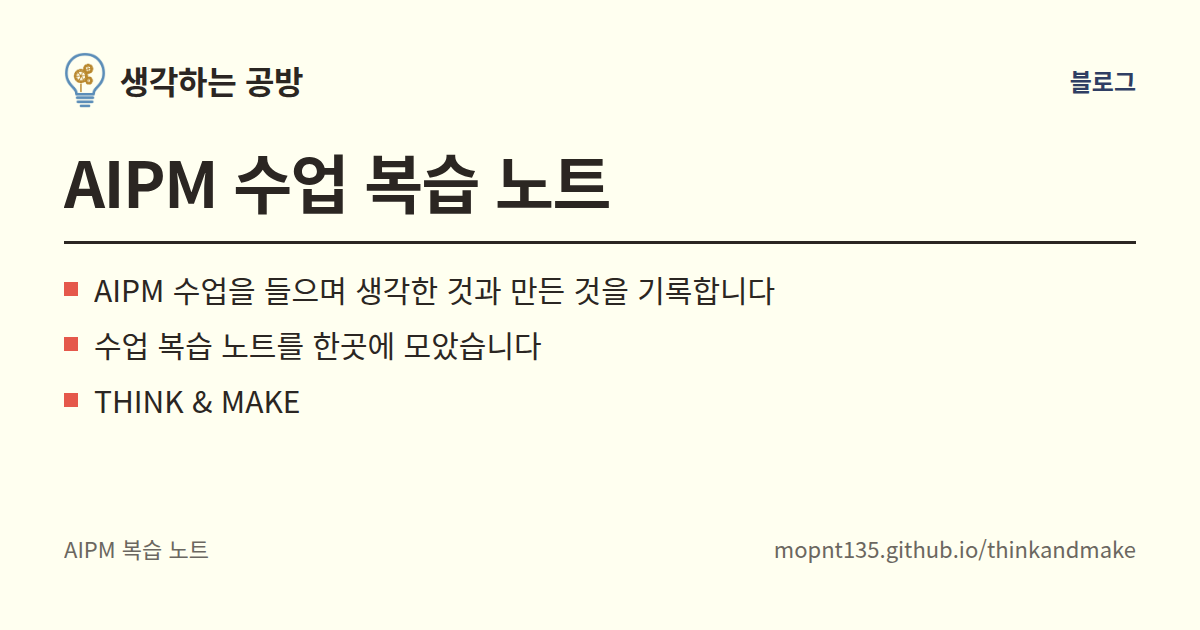 생각하는 공방
블로그
AIPM 수업 복습 노트
AIPM 수업을 들으며 생각한 것과 만든 것을 기록합니다
수업 복습 노트를 한곳에 모았습니다
THINK & MAKE
AIPM 복습 노트
mopnt135.github.io/thinkandmake